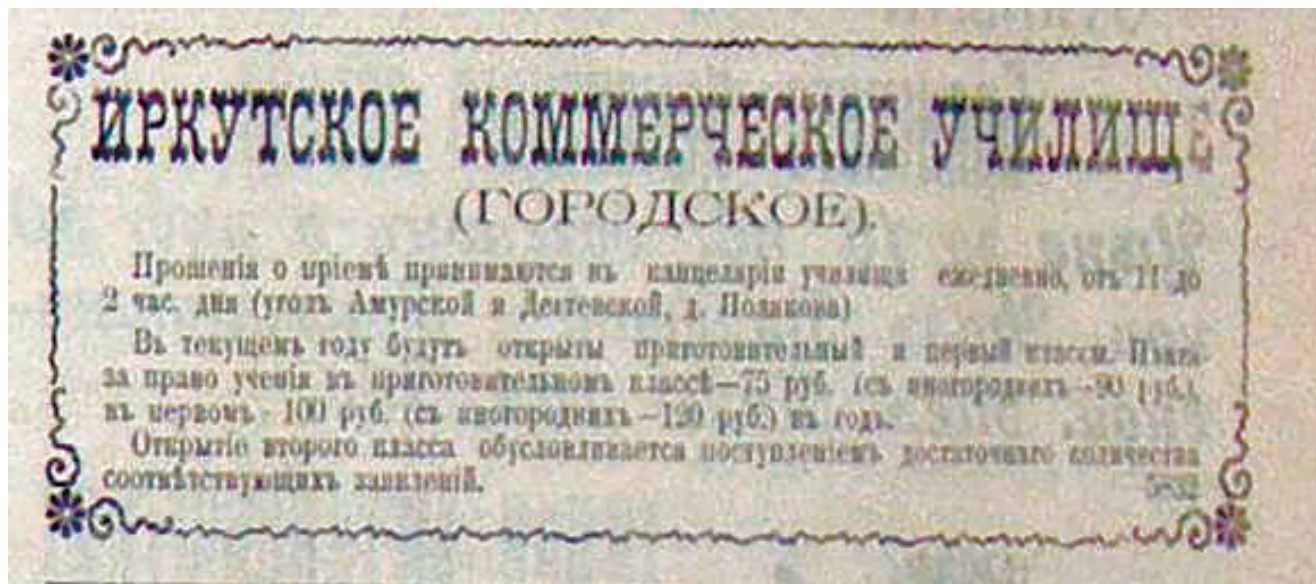 ИРКУТСКОЕ КОММЕРЧЕСКОЕ УЧИЛИЩЕ
(ГОРОДСКОЕ).
Прошенія о пріемѣ принимаются въ канцеляріи училища ежедневно, отъ 11 до
2 час. дня (уголъ Амурской и Дегтевской, д. Полякова)
Въ текущемъ году будутъ открыты приготовительный и первый классы. Плата
за право ученія въ приготовительномъ классѣ—75 руб. (съ иногороднихъ—90 руб.),
въ первомъ—100 руб. (съ иногороднихъ—120 руб.) въ годъ.
Открытіе второго класса обусловливается поступленіемъ достаточнаго количества
соотвѣтствующихъ заявленій.